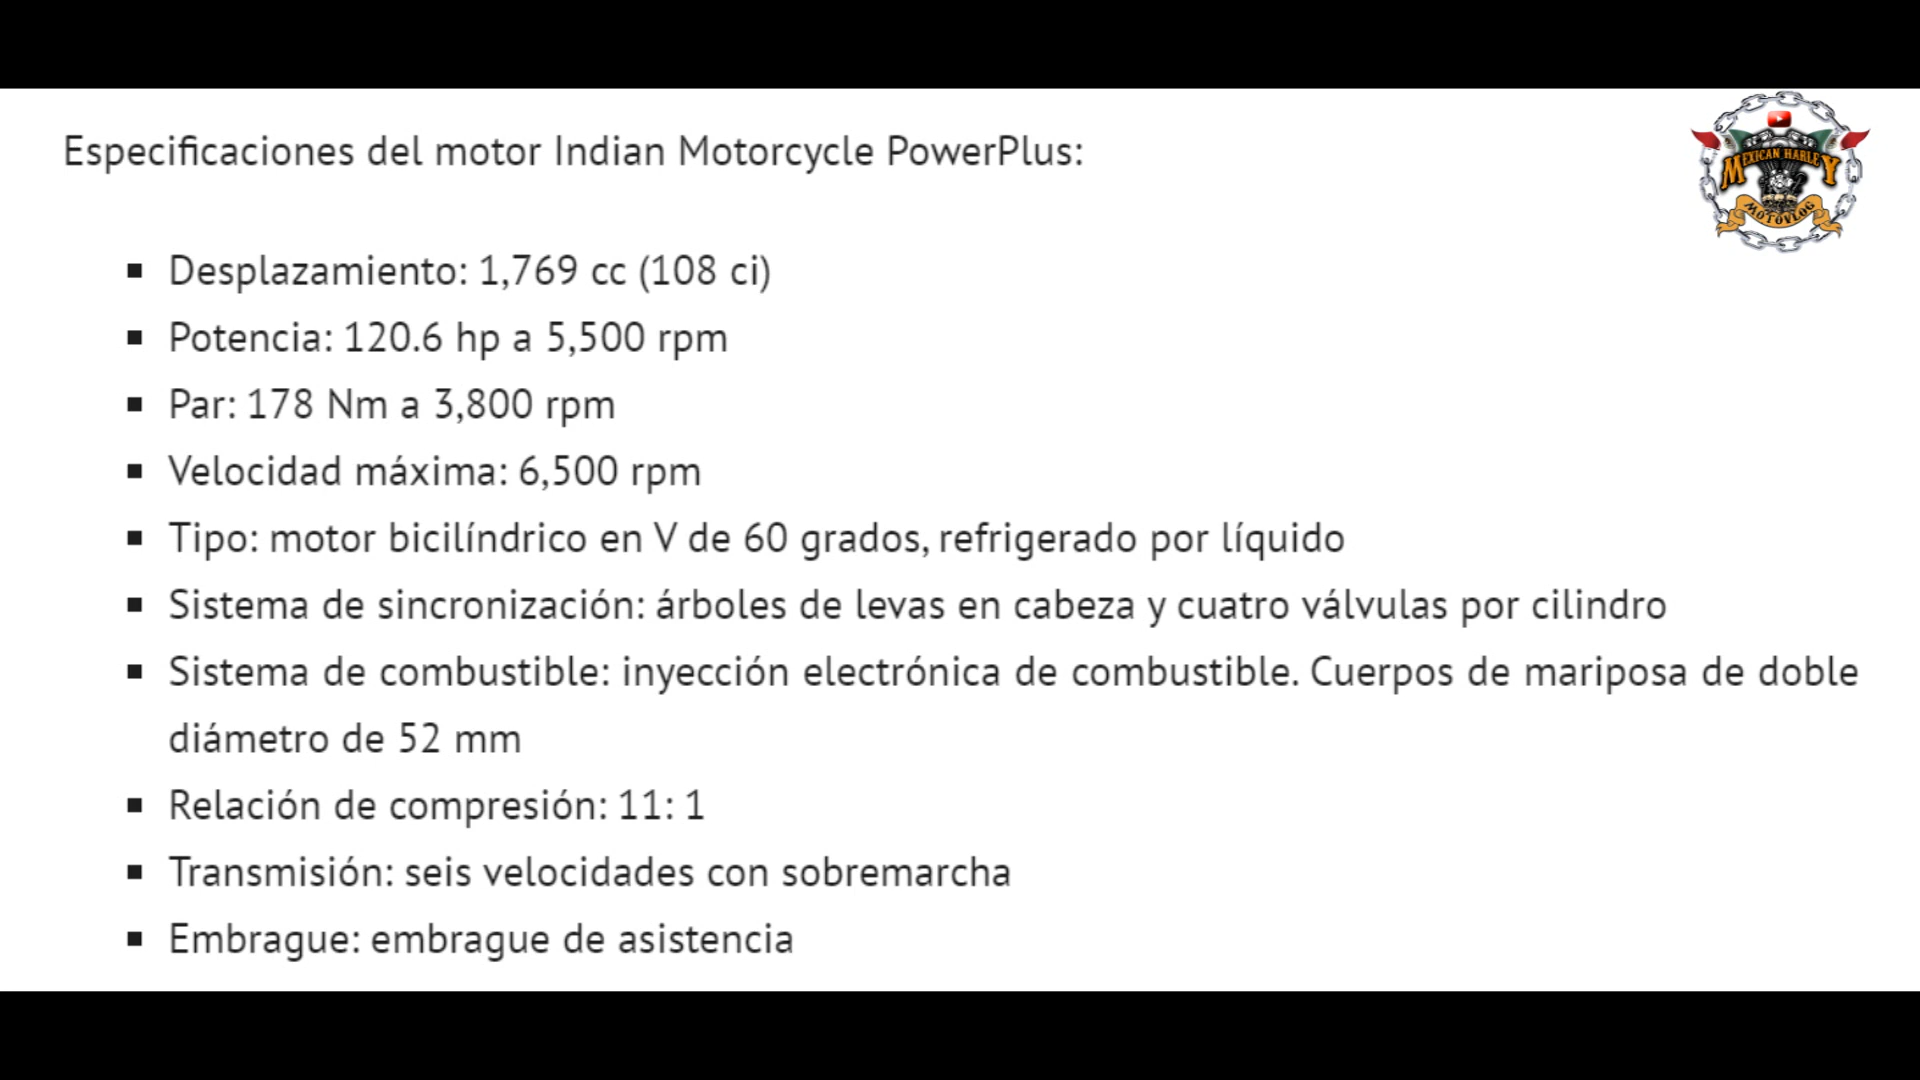 Especificaciones del motor Indian Motorcycle PowerPlus:
MEXICAN HARLEY
MOTOVLOG
▪ Desplazamiento: 1,769 cc (108 ci)
▪ Potencia: 120.6 hp a 5,500 rpm
▪ Par: 178 Nm a 3,800 rpm
▪ Velocidad máxima: 6,500 rpm
▪ Tipo: motor bicilíndrico en V de 60 grados, refrigerado por líquido
▪ Sistema de sincronización: árboles de levas en cabeza y cuatro válvulas por cilindro
▪ Sistema de combustible: inyección electrónica de combustible. Cuerpos de mariposa de doble
diámetro de 52 mm
▪ Relación de compresión: 11: 1
▪ Transmisión: seis velocidades con sobremarcha
▪ Embrague: embrague de asistencia